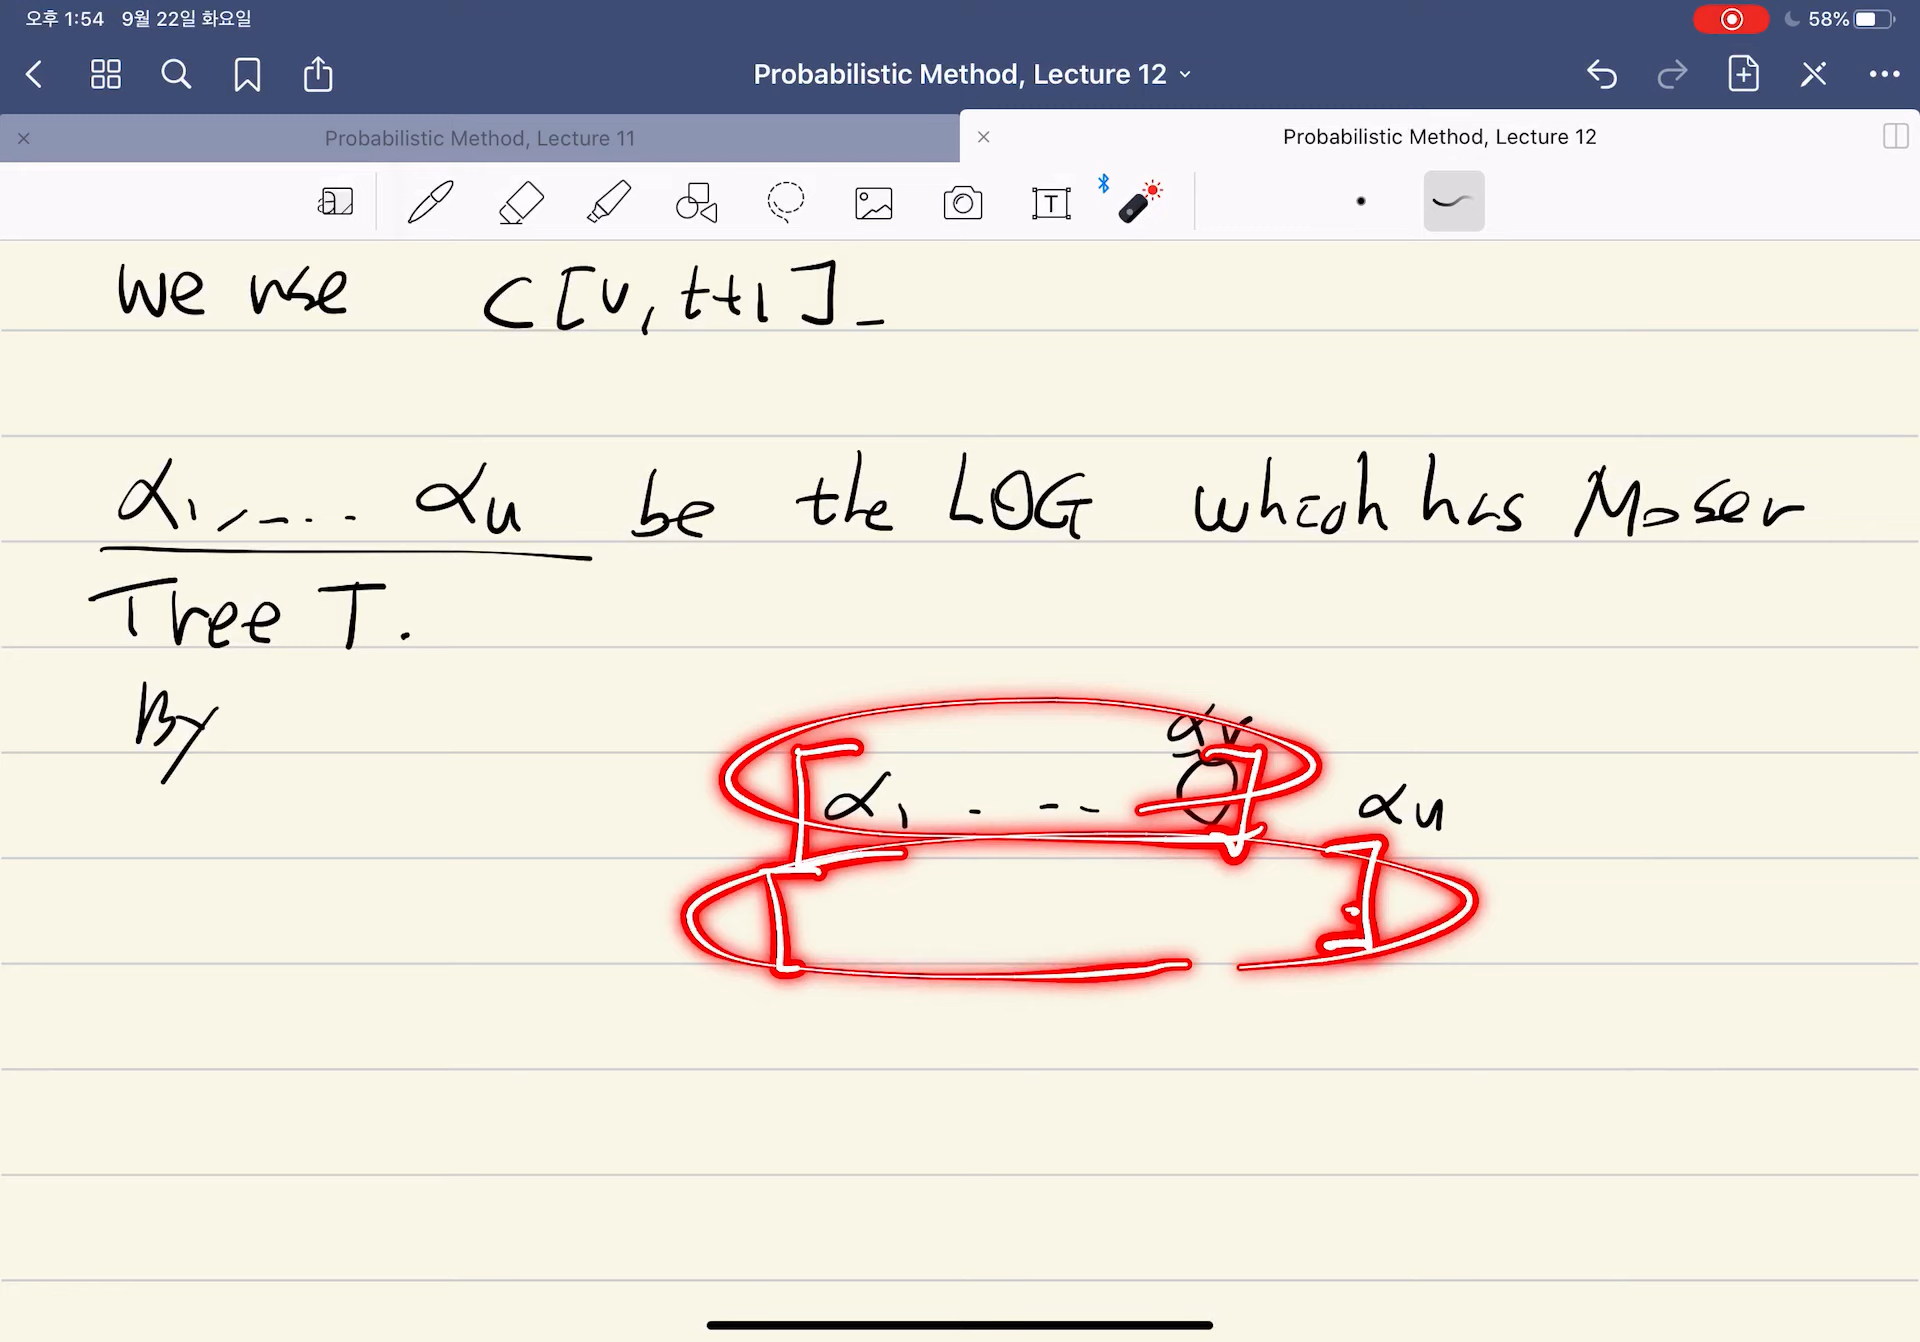 오후 1:54 9월 22일 화요일 58%
Probabilistic Method, Lecture 12
Probabilistic Method, Lecture 11
Probabilistic Method, Lecture 12
We use C[v, t+1]
α₁, ---- αu be the LOG which has Moser
Tree T.
By
αv
α₁ - -- αu